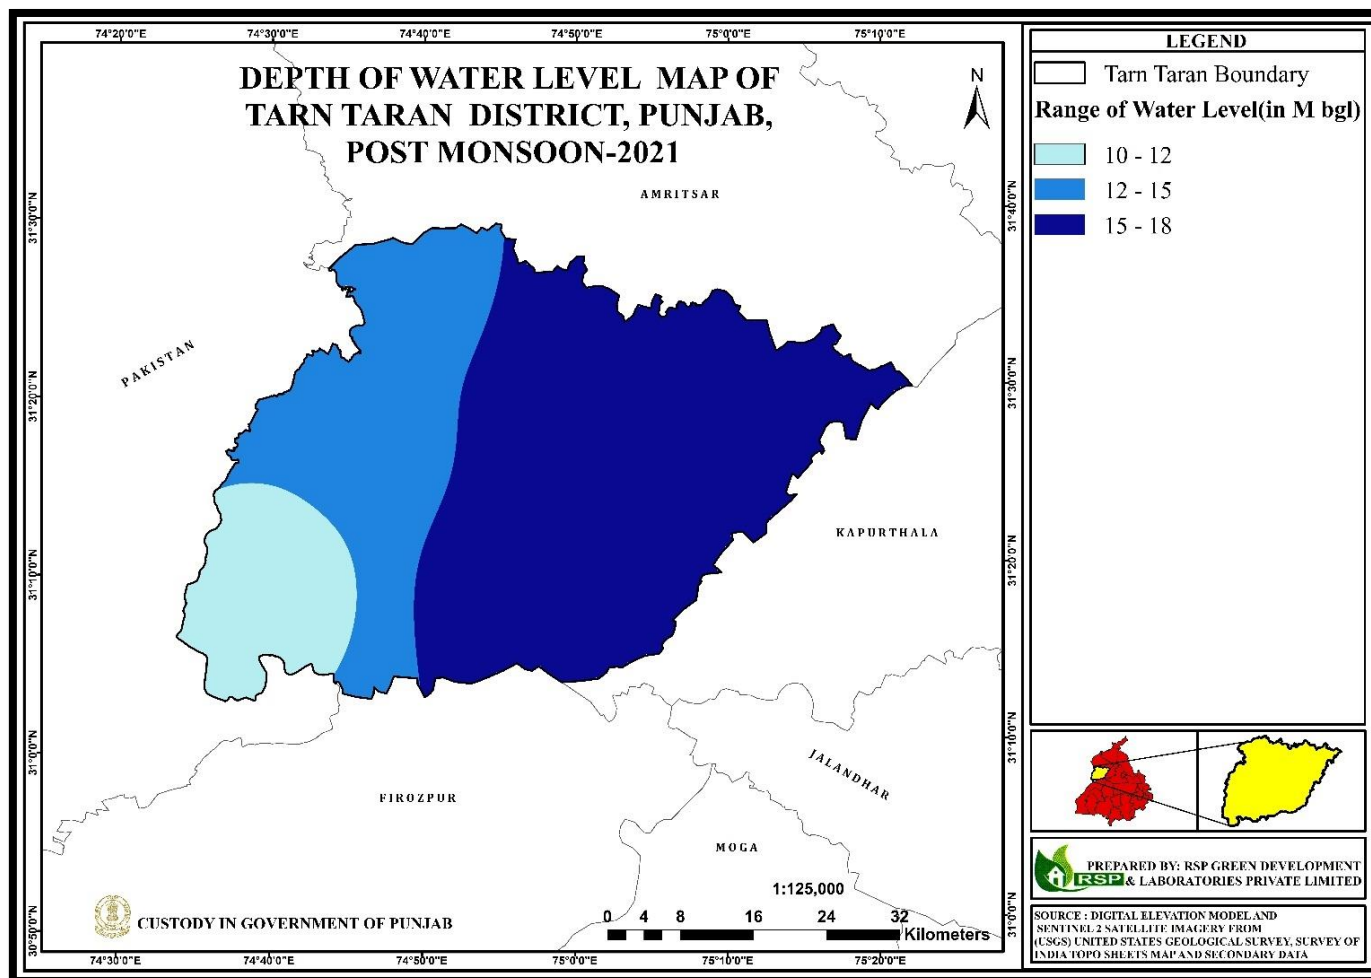 74°20'0"E 74°30'0"E 74°40'0"E 74°50'0"E 75°0'0"E 75°10'0"E
DEPTH OF WATER LEVEL MAP OF
TARN TARAN DISTRICT, PUNJAB,
POST MONSOON-2021
N
AMRITSAR
PAKISTAN
KAPURTHALA
JALANDHAR
FIROZPUR
MOGA
31°30'0"N
31°20'0"N
31°10'0"N
31°0'0"N
30°50'0"N
31°40'0"N
31°30'0"N
31°20'0"N
31°10'0"N
31°0'0"N
CUSTODY IN GOVERNMENT OF PUNJAB
1:125,000
0 4 8 16 24 32
Kilometers
74°30'0"E 74°40'0"E 74°50'0"E 75°0'0"E 75°10'0"E 75°20'0"E
LEGEND
Tarn Taran Boundary
Range of Water Level(in M bgl)
10 - 12
12 - 15
15 - 18
RSP
PREPARED BY: RSP GREEN DEVELOPMENT
& LABORATORIES PRIVATE LIMITED
SOURCE : DIGITAL ELEVATION MODEL AND
SENTINEL 2 SATELLITE IMAGERY FROM
(USGS) UNITED STATES GEOLOGICAL SURVEY, SURVEY OF
INDIA TOPO SHEETS MAP AND SECONDARY DATA